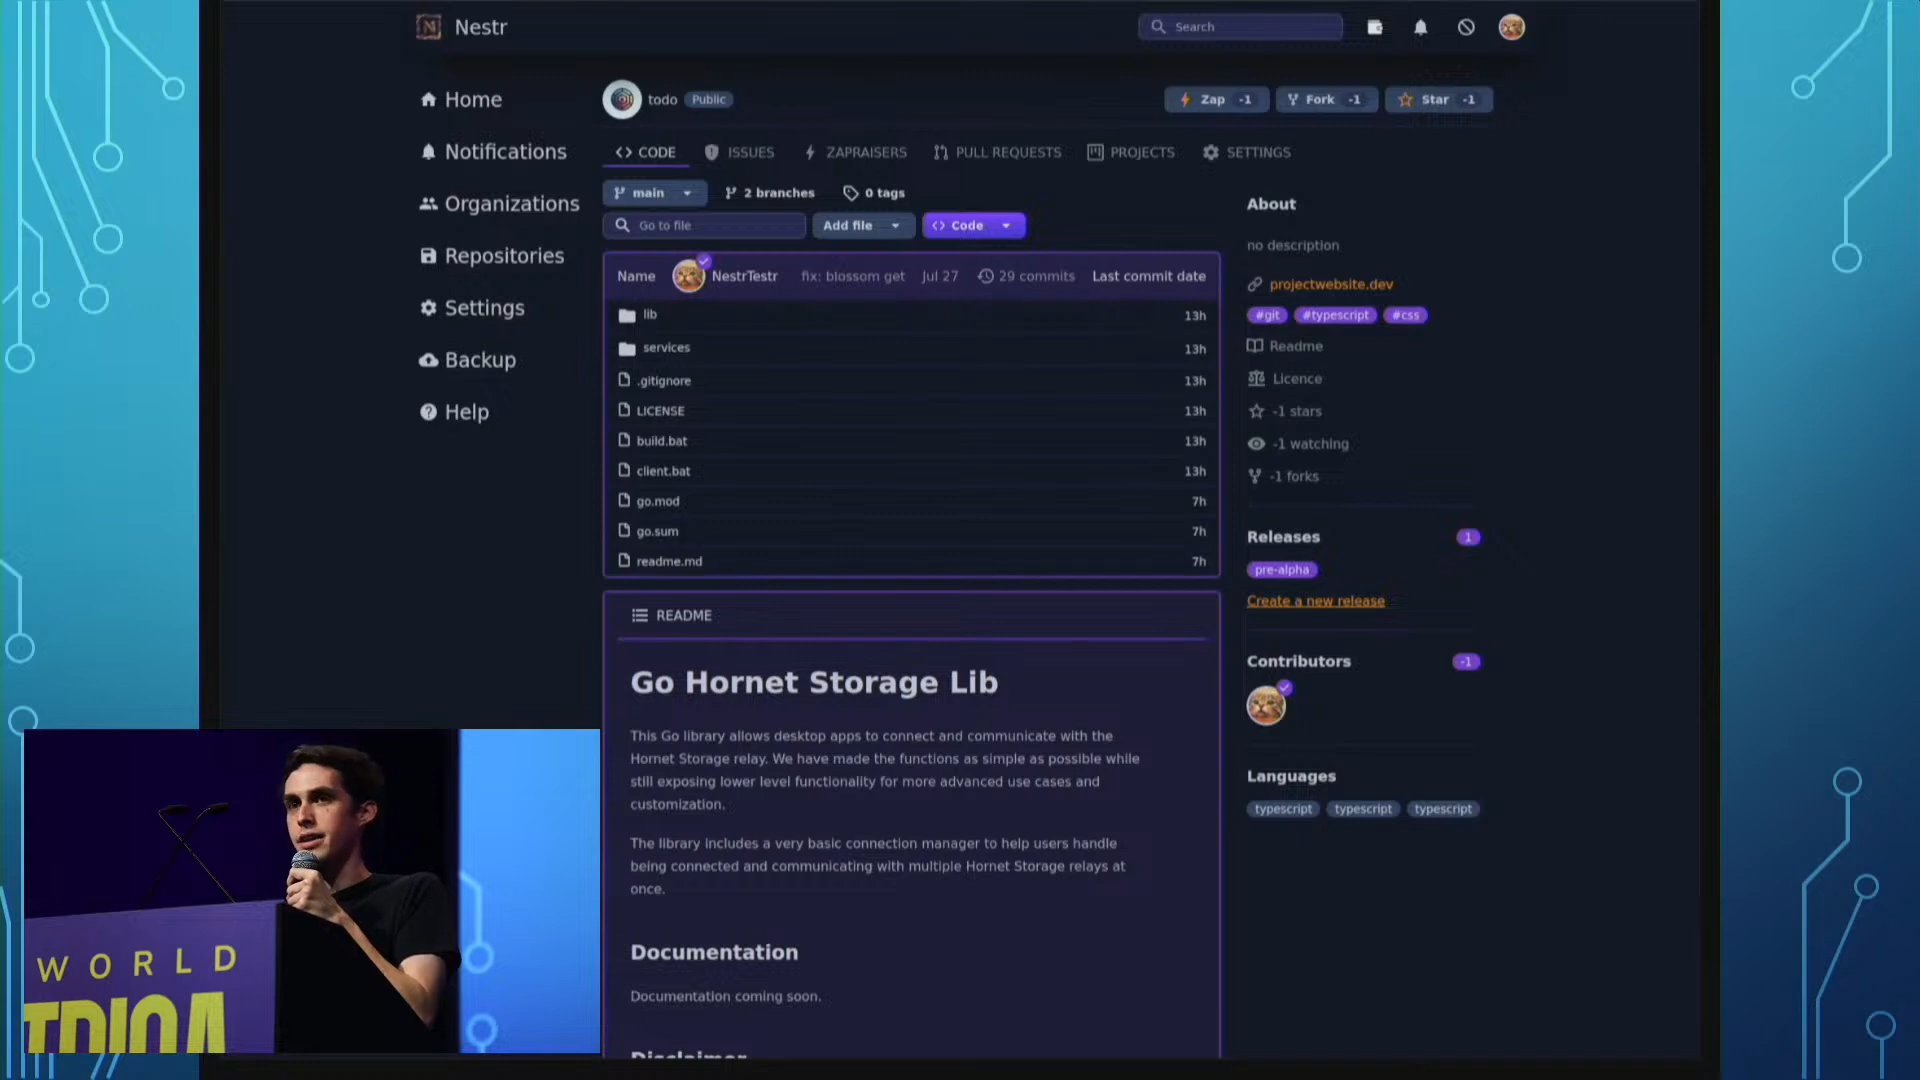 Nestr
Search
Home
Notifications
Organizations
Repositories
Settings
Backup
Help
todo Public
Zap -1 Fork -1 Star -1
CODE ISSUES ZAPRAISERS PULL REQUESTS PROJECTS SETTINGS
main 2 branches 0 tags
Go to file Add file Code
Name NestrTestr fix: blossom get Jul 27 29 commits Last commit date
lib 13h
services 13h
.gitignore 13h
LICENSE 13h
build.bat 13h
client.bat 13h
go.mod 7h
go.sum 7h
readme.md 7h
README
Go Hornet Storage Lib
This Go library allows desktop apps to connect and communicate with the
Hornet Storage relay. We have made the functions as simple as possible while
still exposing lower level functionality for more advanced use cases and
customization.
The library includes a very basic connection manager to help users handle
being connected and communicating with multiple Hornet Storage relays at
once.
Documentation
Documentation coming soon.
Disclaimer
About
no description
projectwebsite.dev
#git #typescript #css
Readme
Licence
-1 stars
-1 watching
-1 forks
Releases 1
pre-alpha
Create a new release
Contributors -1
Languages
typescript typescript typescript
WORLD